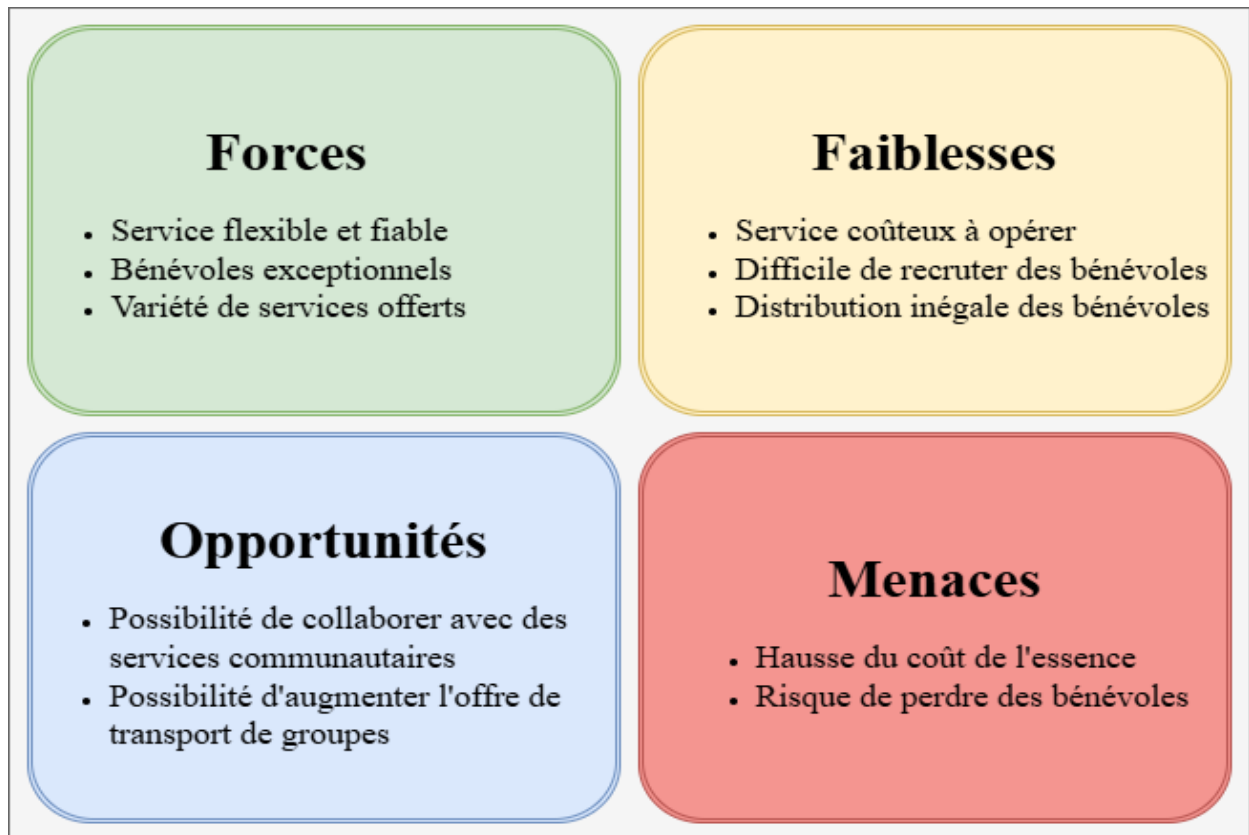 Forces
• Service flexible et fiable
• Bénévoles exceptionnels
• Variété de services offerts
Faiblesses
• Service coûteux à opérer
• Difficile de recruter des bénévoles
• Distribution inégale des bénévoles
Opportunités
• Possibilité de collaborer avec des
services communautaires
• Possibilité d'augmenter l'offre de
transport de groupes
Menaces
• Hausse du coût de l'essence
• Risque de perdre des bénévoles